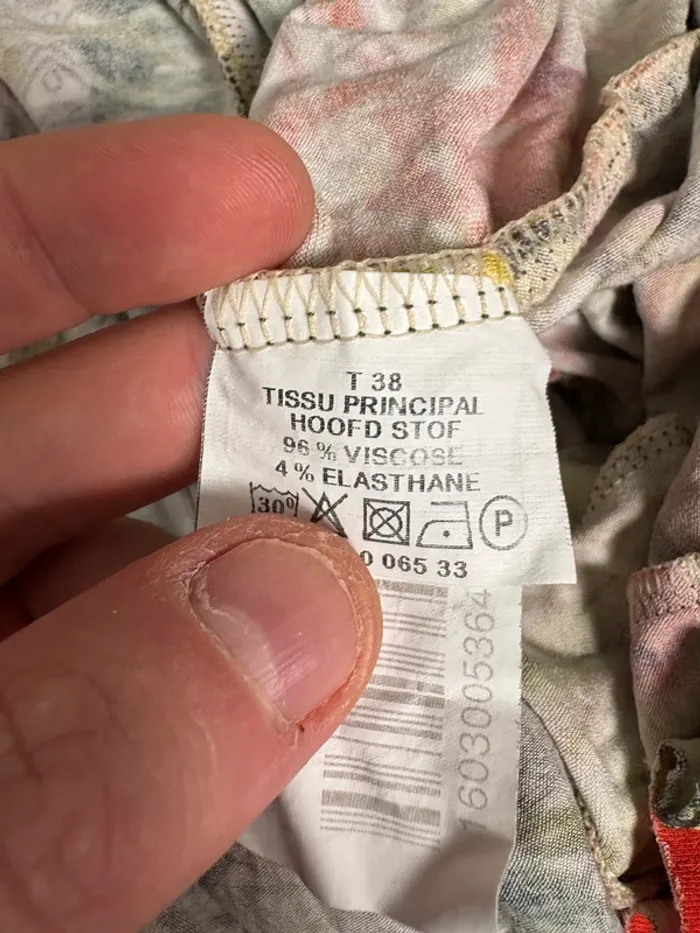 T 38
TISSU PRINCIPAL
HOOFD STOF
96 % VISCOSE
4 % ELASTHANE
30° P
0 065 33
1603005364